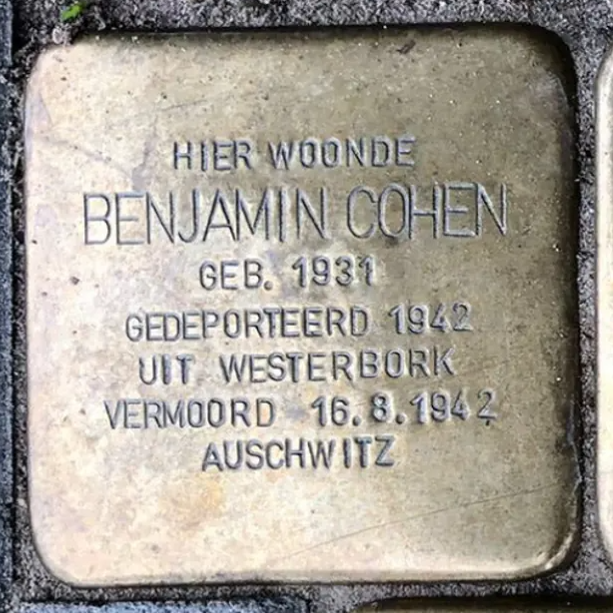 HIER WOONDE
BENJAMIN COHEN
GEB. 1931
GEDEPORTEERD 1942
UIT WESTERBORK
VERMOORD 16.8.1942
AUSCHWITZ